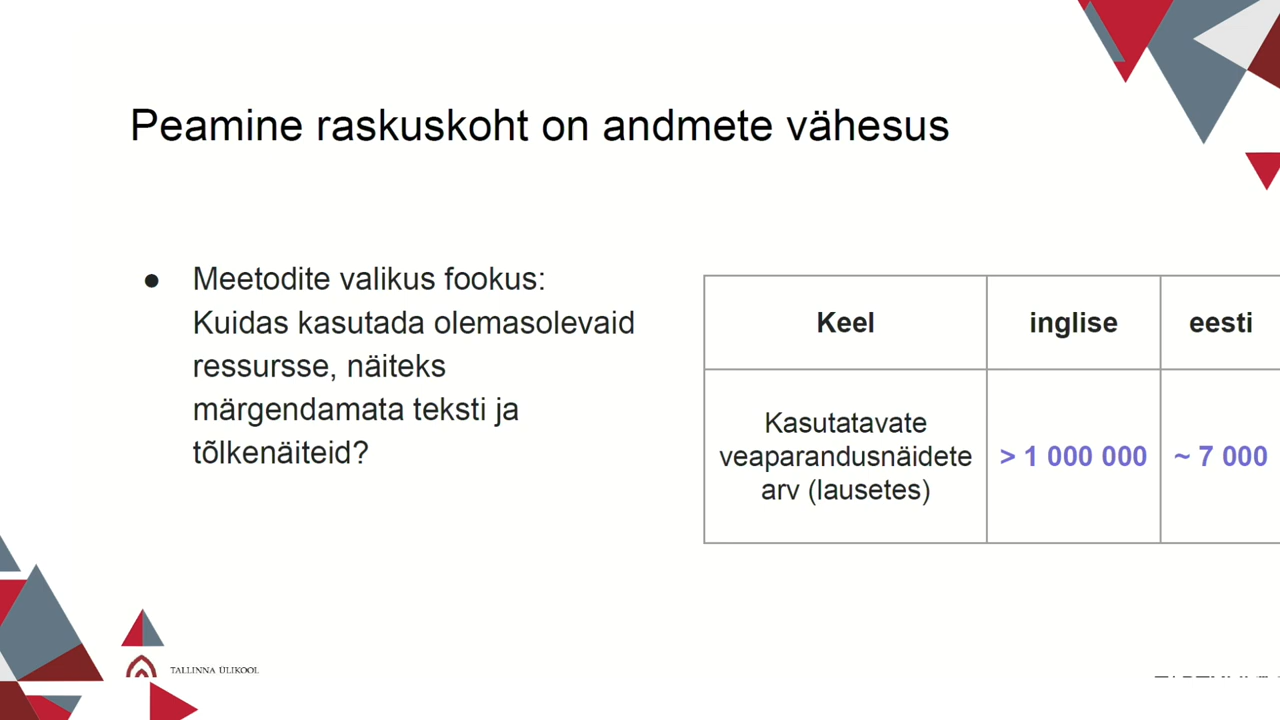 Peamine raskuskoht on andmete vähesus
● Meetodite valikus fookus:
Kuidas kasutada olemasolevaid
ressursse, näiteks
märgendamata teksti ja
tõlkenäiteid?
Keel inglise eesti
Kasutatavate
veaparandusnäidete
arv (lausetes)
> 1 000 000 ~ 7 000
TALLINNA ÜLIKOOL